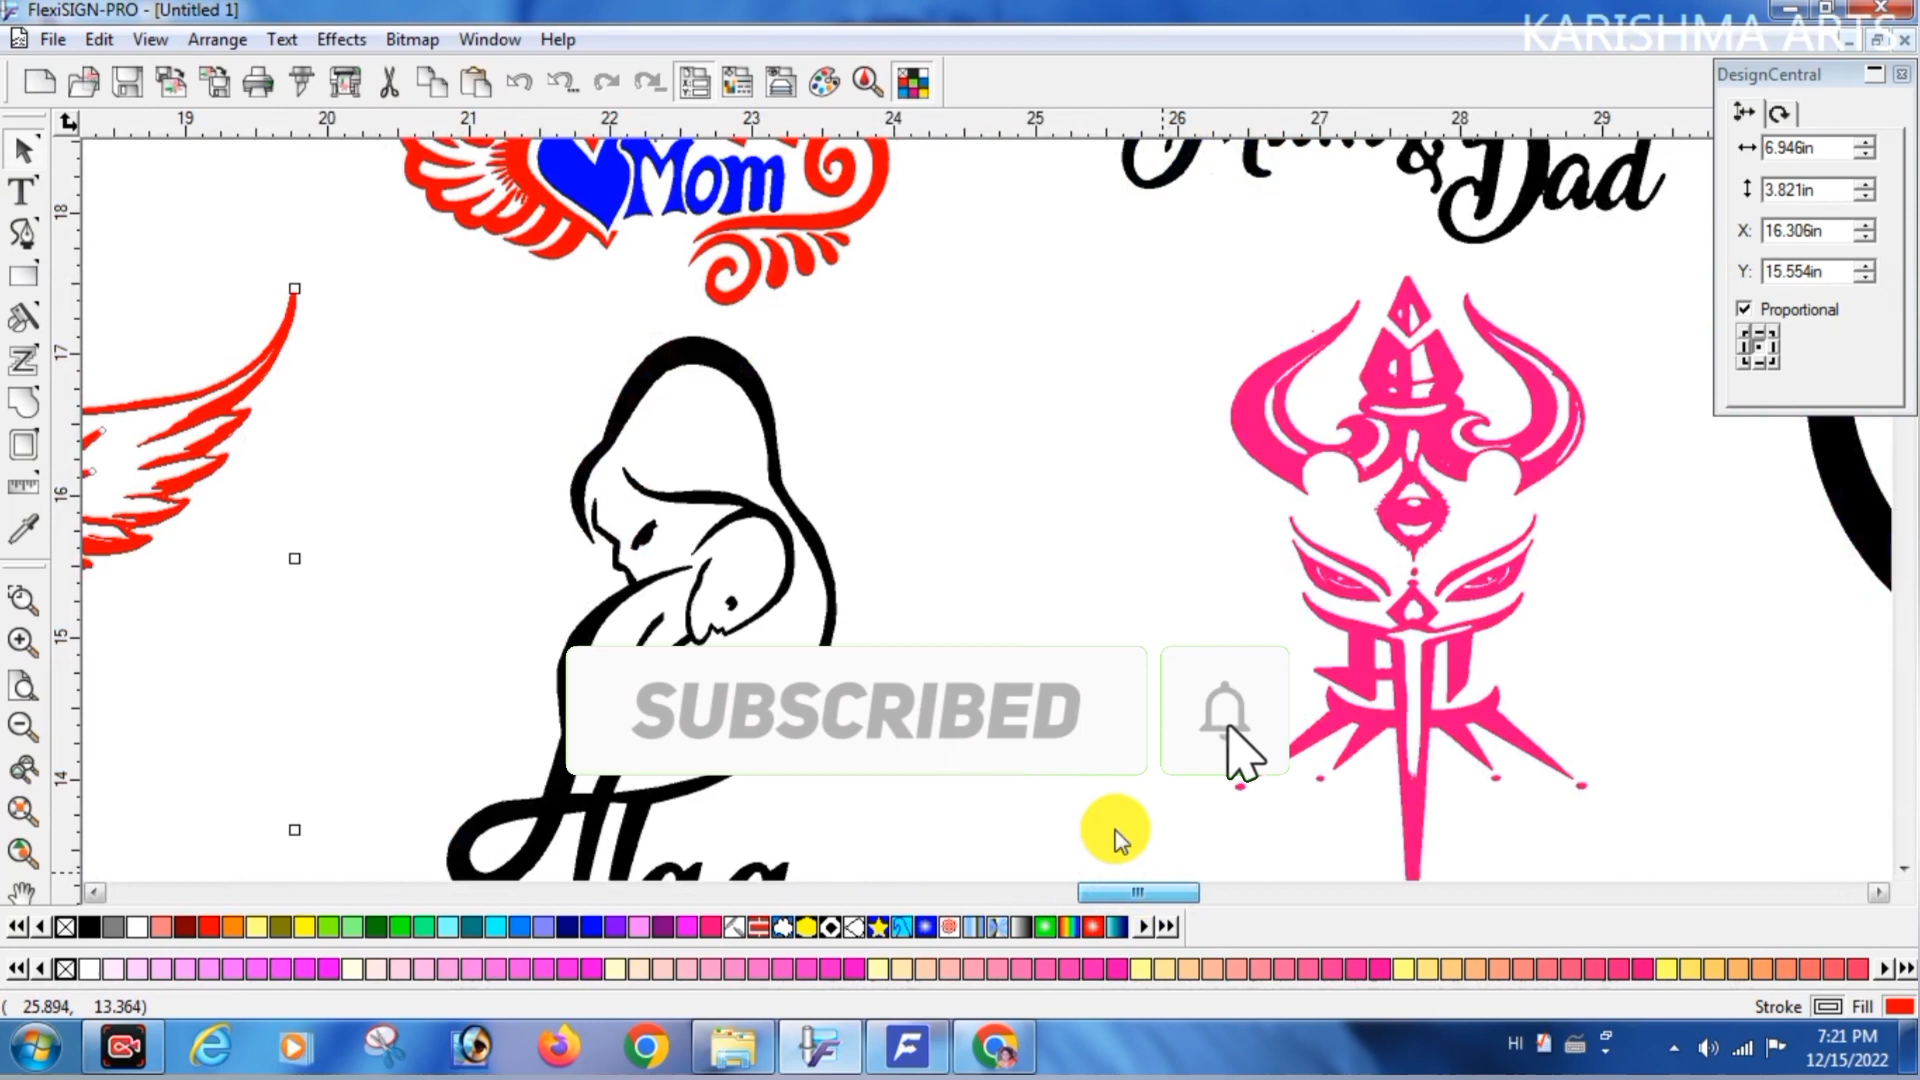 FlexiSIGN-PRO - [Untitled 1]
KARISHMA ARTS
File Edit View Arrange Text Effects Bitmap Window Help
DesignCentral
19 20 21 22 23 24 25 26 27 28 29
6.946in
3.821in
X: 16.306in
Y: 15.554in
Proportional
18
17
16
15
14
Mom
& Dad
माँ
SUBSCRIBED
( 25.894, 13.364)
Stroke Fill
HI
7:21 PM
12/15/2022